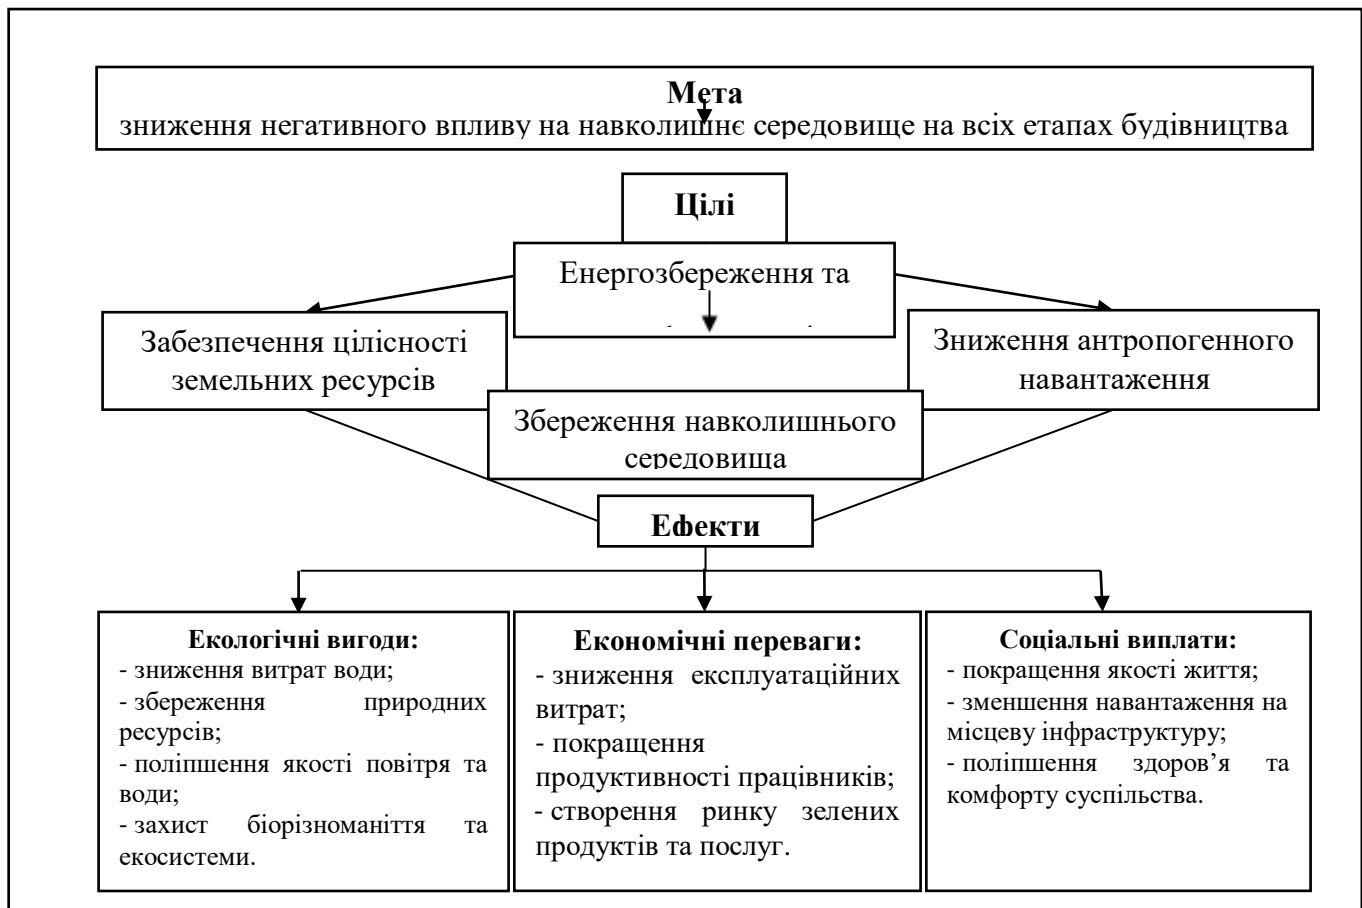 Мета
зниження негативного впливу на навколишнє середовище на всіх етапах будівництва
Цілі
Енергозбереження та
Забезпечення цілісності
земельних ресурсів
Зниження антропогенного
навантаження
Збереження навколишнього
середовища
Ефекти
Екологічні вигоди:
- зниження витрат води;
- збереження природних
ресурсів;
- поліпшення якості повітря та
води;
- захист біорізноманіття та
екосистеми.
Економічні переваги:
- зниження експлуатаційних
витрат;
- покращення
продуктивності працівників;
- створення ринку зелених
продуктів та послуг.
Соціальні виплати:
- покращення якості життя;
- зменшення навантаження на
місцеву інфраструктуру;
- поліпшення здоров’я та
комфорту суспільства.